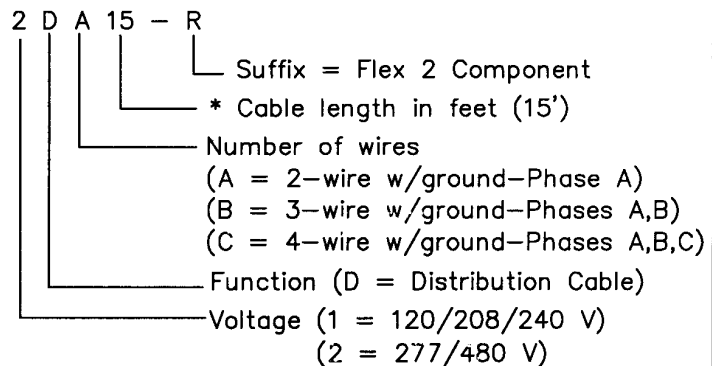 2 D A 15 - R
Suffix = Flex 2 Component
* Cable length in feet (15')
Number of wires
(A = 2-wire w/ground-Phase A)
(B = 3-wire w/ground-Phases A,B)
(C = 4-wire w/ground-Phases A,B,C)
Function (D = Distribution Cable)
Voltage (1 = 120/208/240 V)
(2 = 277/480 V)